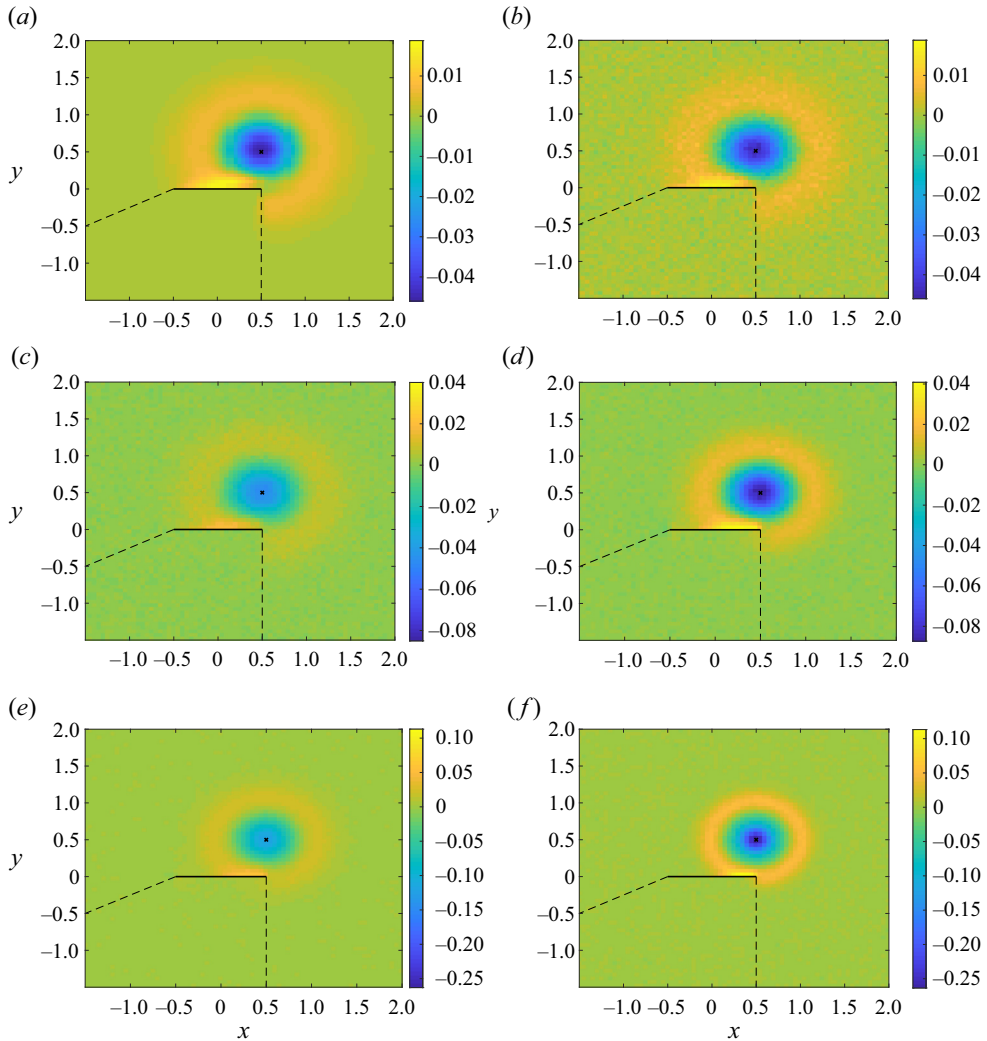 (a) (b)
2.0 2.0
1.5 0.01 1.5 0.01
1.0 0 1.0 0
y 0.5 –0.01 0.5 –0.01
0 –0.02 0 –0.02
–0.5 –0.03 –0.5 –0.03
–1.0 –0.04 –1.0 –0.04
–1.0 –0.5 0 0.5 1.0 1.5 2.0 –1.0 –0.5 0 0.5 1.0 1.5 2.0
(c) (d)
2.0 0.04 2.0 0.04
1.5 0.02 1.5 0.02
1.0 0 1.0 0
y 0.5 –0.02 y 0.5 –0.02
0 –0.04 0 –0.04
–0.5 –0.06 –0.5 –0.06
–1.0 –0.08 –1.0 –0.08
–1.0 –0.5 0 0.5 1.0 1.5 2.0 –1.0 –0.5 0 0.5 1.0 1.5 2.0
(e) (f)
2.0 0.10 2.0 0.10
1.5 0.05 1.5 0.05
1.0 0 1.0 0
y 0.5 –0.05 0.5 –0.05
0 –0.10 0 –0.10
–0.5 –0.15 –0.5 –0.15
–1.0 –0.20 –1.0 –0.20
–0.25 –0.25
–1.0 –0.5 0 0.5 1.0 1.5 2.0 –1.0 –0.5 0 0.5 1.0 1.5 2.0
x x